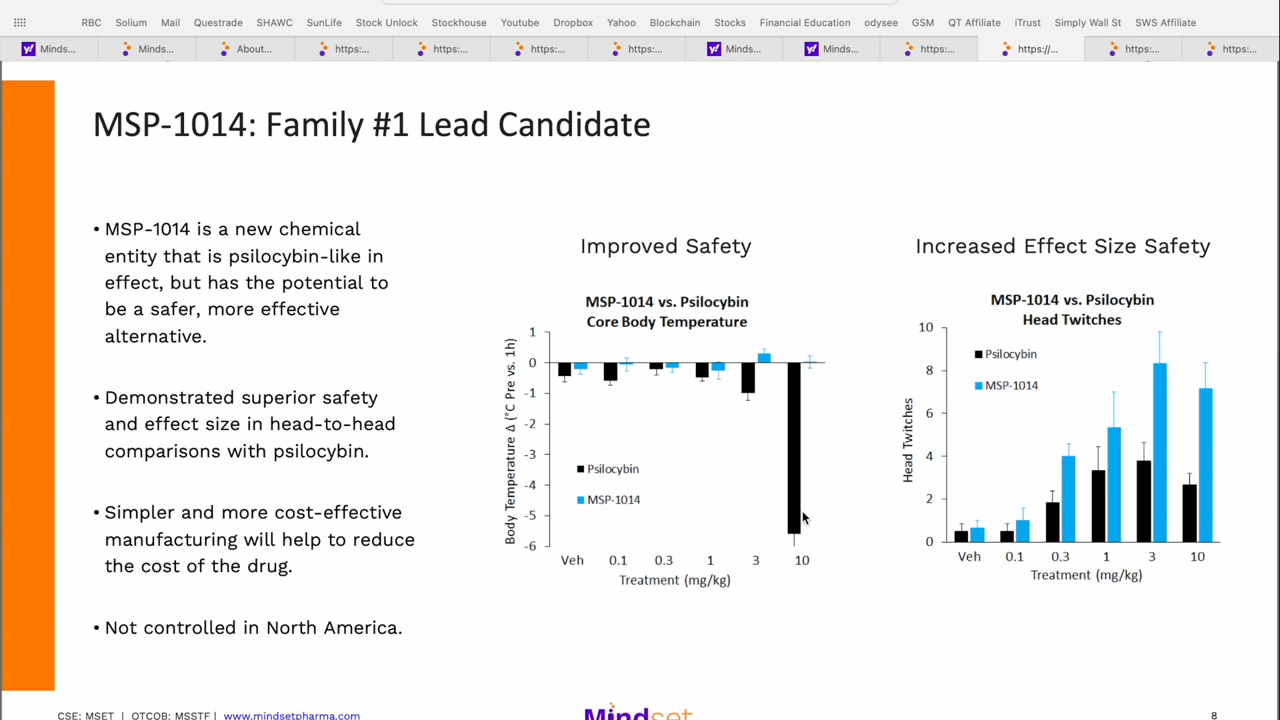 RBC Solium Mail Questrade SHAWC SunLife Stock Unlock Stockhouse Youtube Dropbox Yahoo Blockchain Stocks Financial Education odysee GSM QT Affiliate iTrust Simply Wall St SWS Affiliate
Minds... Minds... About... https:... https:... https:... https:... Minds... Minds... https:... https://... https:... https:...
MSP-1014: Family #1 Lead Candidate
• MSP-1014 is a new chemical
entity that is psilocybin-like in
effect, but has the potential to
be a safer, more effective
alternative.
• Demonstrated superior safety
and effect size in head-to-head
comparisons with psilocybin.
• Simpler and more cost-effective
manufacturing will help to reduce
the cost of the drug.
• Not controlled in North America.
Improved Safety
MSP-1014 vs. Psilocybin
Core Body Temperature
Body Temperature Δ (°C Pre vs. 1h)
1
0
-1
-2
-3
-4
-5
-6
Psilocybin
MSP-1014
Veh 0.1 0.3 1 3 10
Treatment (mg/kg)
Increased Effect Size Safety
MSP-1014 vs. Psilocybin
Head Twitches
Head Twitches
10
8
6
4
2
0
Psilocybin
MSP-1014
Veh 0.1 0.3 1 3 10
Treatment (mg/kg)
CSE: MSET | OTCQB: MSSTF | www.mindsetpharma.com
Mindset
8